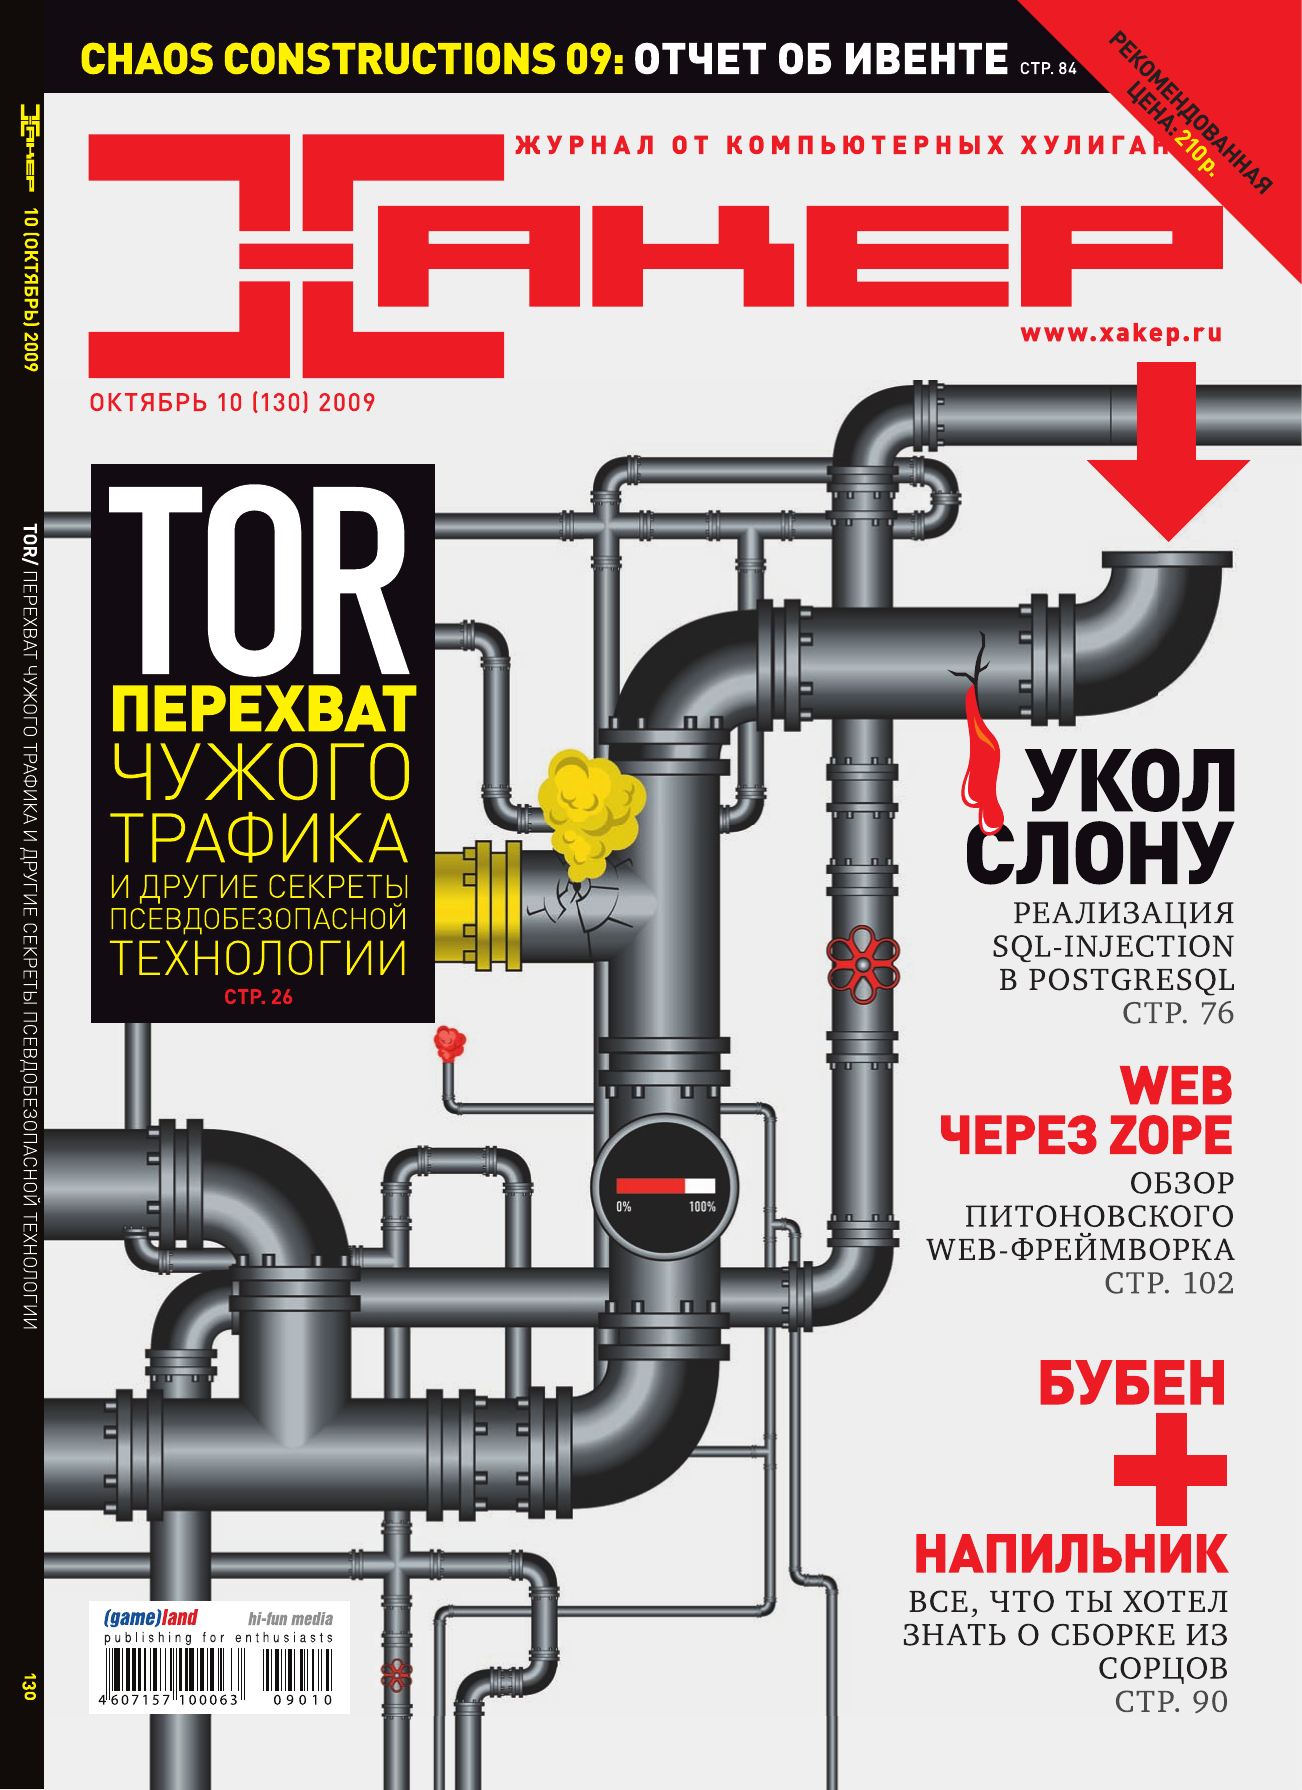 CHAOS CONSTRUCTIONS 09: ОТЧЕТ ОБ ИВЕНТЕ СТР. 84
РЕКОМЕНДОВАННАЯ
ЦЕНА: 210 р.
ЖУРНАЛ ОТ КОМПЬЮТЕРНЫХ ХУЛИГАН
ХАКЕР
www.xakep.ru
ОКТЯБРЬ 10 (130) 2009
TOR
ПЕРЕХВАТ
ЧУЖОГО
ТРАФИКА
И ДРУГИЕ СЕКРЕТЫ
ПСЕВДОБЕЗОПАСНОЙ
ТЕХНОЛОГИИ
СТР. 26
УКОЛ
СЛОНУ
РЕАЛИЗАЦИЯ
SQL-INJECTION
В POSTGRESQL
СТР. 76
WEB
ЧЕРЕЗ ZOPE
ОБЗОР
ПИТОНОВСКОГО
WEB-ФРЕЙМВОРКА
СТР. 102
0% 100%
БУБЕН
+
НАПИЛЬНИК
ВСЕ, ЧТО ТЫ ХОТЕЛ
ЗНАТЬ О СБОРКЕ ИЗ
СОРЦОВ
СТР. 90
(game)land hi-fun media
publishing for enthusiasts
4 607157 100063 09010
ХАКЕР 10 (ОКТЯБРЬ) 2009
TOR/ ПЕРЕХВАТ ЧУЖОГО ТРАФИКА И ДРУГИЕ СЕКРЕТЫ ПСЕВДОБЕЗОПАСНОЙ ТЕХНОЛОГИИ
130